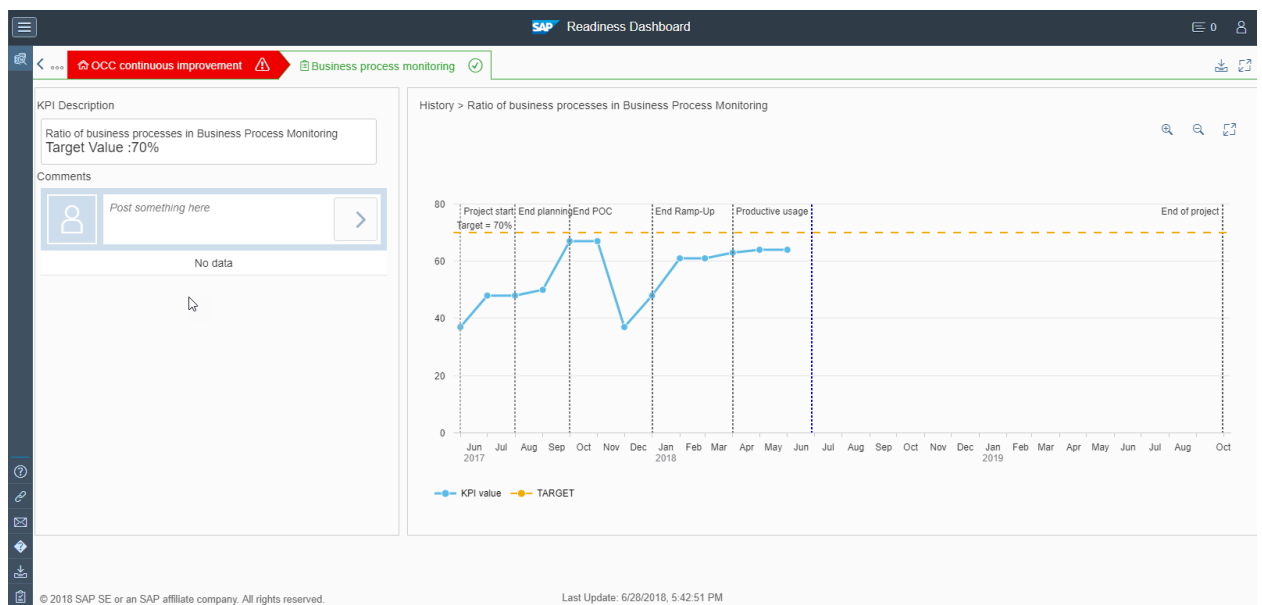 SAP Readiness Dashboard
0
OCC continuous improvement
Business process monitoring
KPI Description
Ratio of business processes in Business Process Monitoring
Target Value :70%
Comments
Post something here
No data
History > Ratio of business processes in Business Process Monitoring
80
Project start
End planning
End POC
End Ramp-Up
Productive usage
End of project
Target = 70%
60
40
20
0
Jun Jul Aug Sep Oct Nov Dec Jan Feb Mar Apr May Jun Jul Aug Sep Oct Nov Dec Jan Feb Mar Apr May Jun Jul Aug Oct
2017 2018 2019
KPI value TARGET
© 2018 SAP SE or an SAP affiliate company. All rights reserved.
Last Update: 6/28/2018, 5:42:51 PM